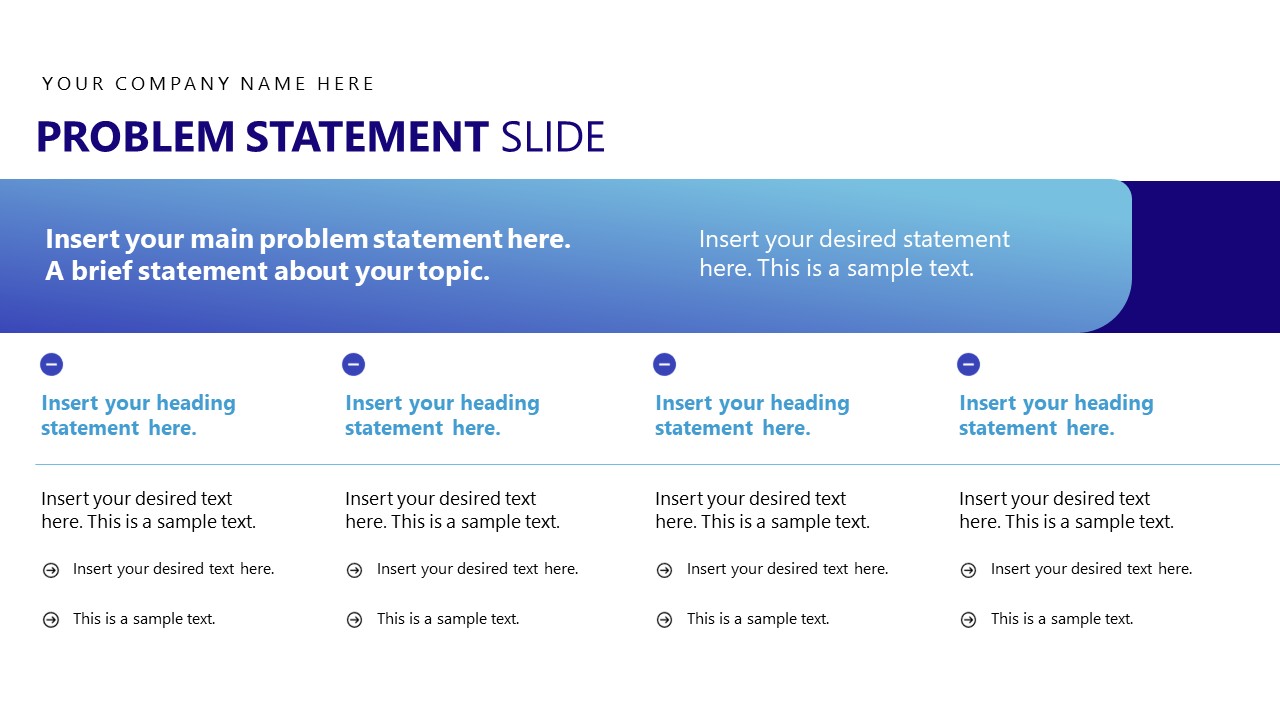 YOUR COMPANY NAME HERE
PROBLEM STATEMENT SLIDE
Insert your main problem statement here.
A brief statement about your topic.
Insert your desired statement
here. This is a sample text.
Insert your heading
statement here.
Insert your desired text
here. This is a sample text.
Insert your desired text here.
This is a sample text.
Insert your heading
statement here.
Insert your desired text
here. This is a sample text.
Insert your desired text here.
This is a sample text.
Insert your heading
statement here.
Insert your desired text
here. This is a sample text.
Insert your desired text here.
This is a sample text.
Insert your heading
statement here.
Insert your desired text
here. This is a sample text.
Insert your desired text here.
This is a sample text.